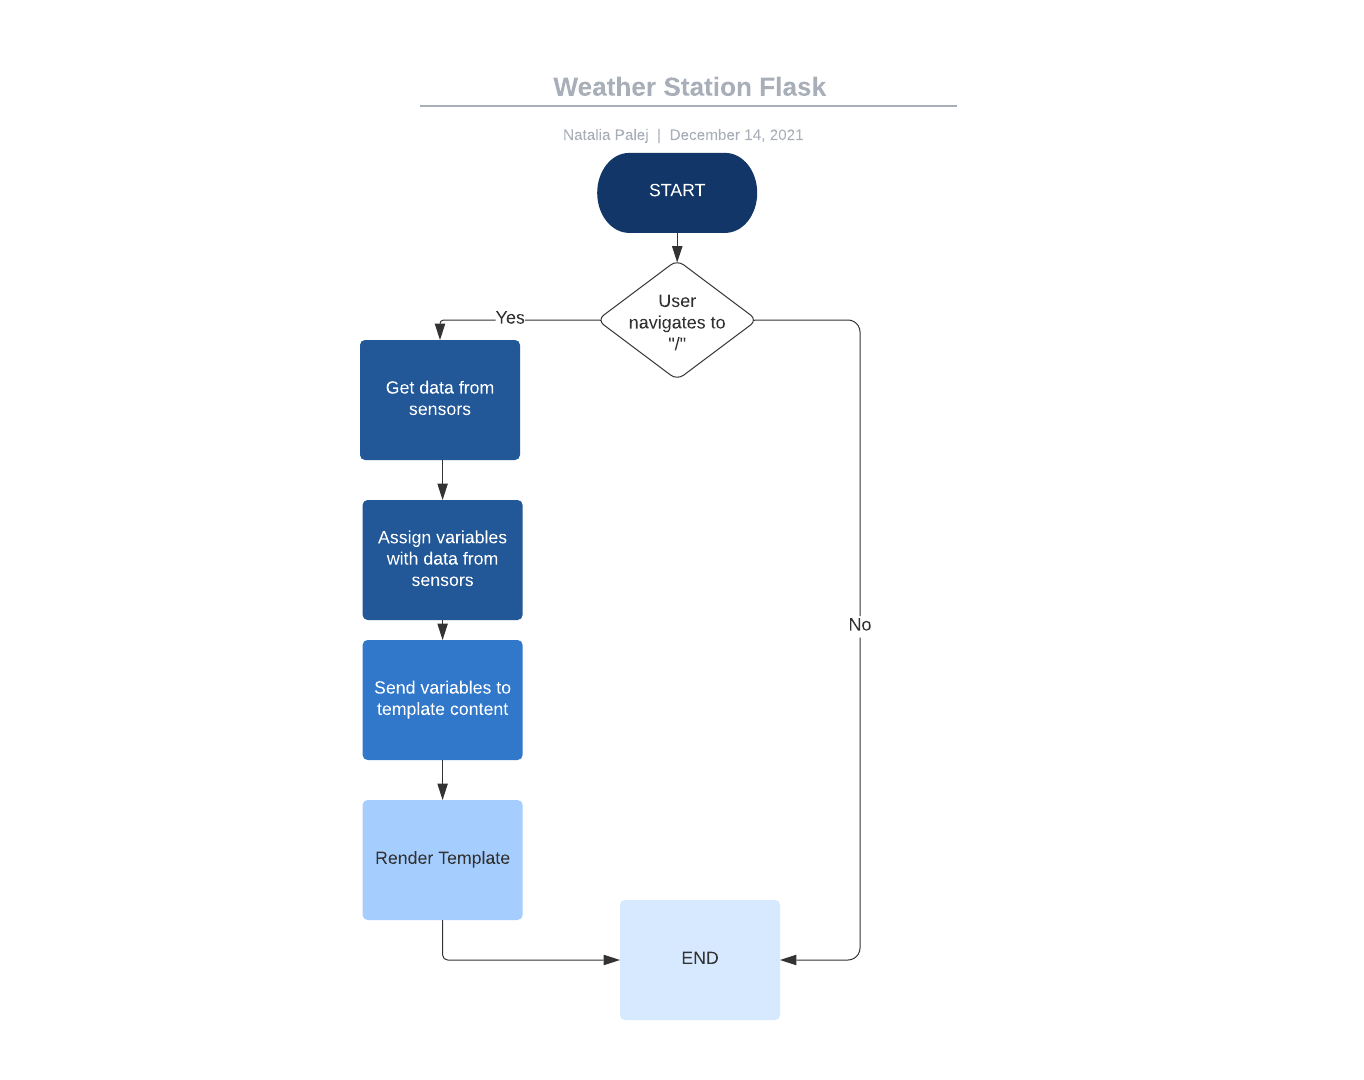 Weather Station Flask
Natalia Palej | December 14, 2021
START
User
navigates to
"/"
Yes
Get data from
sensors
Assign variables
with data from
sensors
No
Send variables to
template content
Render Template
END